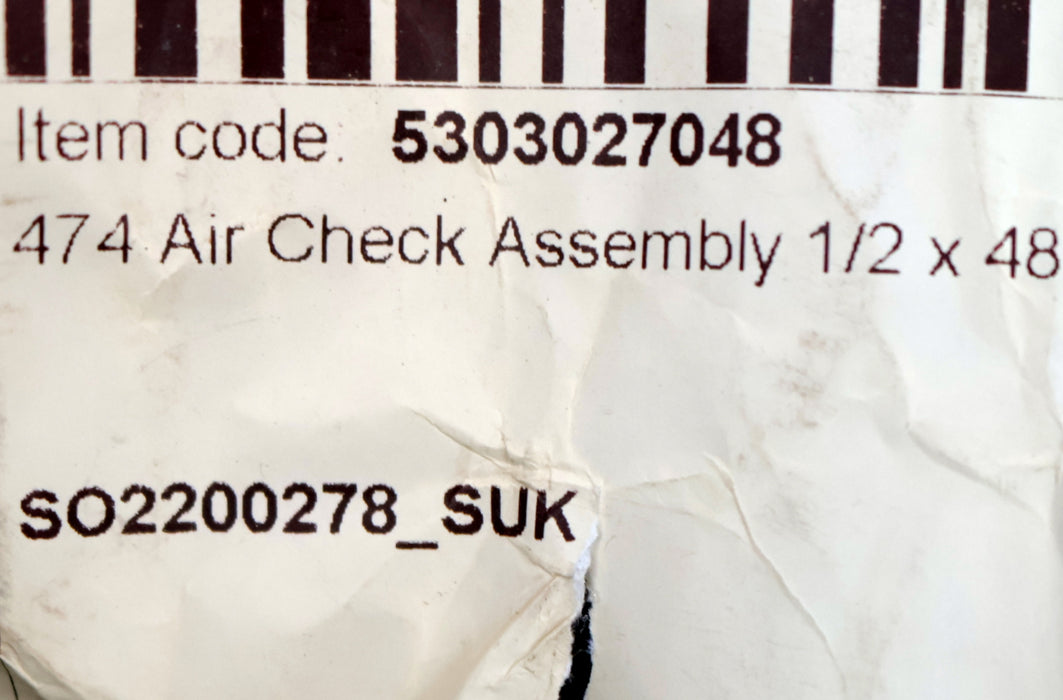 Item code: 5303027048
474 Air Check Assembly 1/2 x 48
SO2200278_SUK